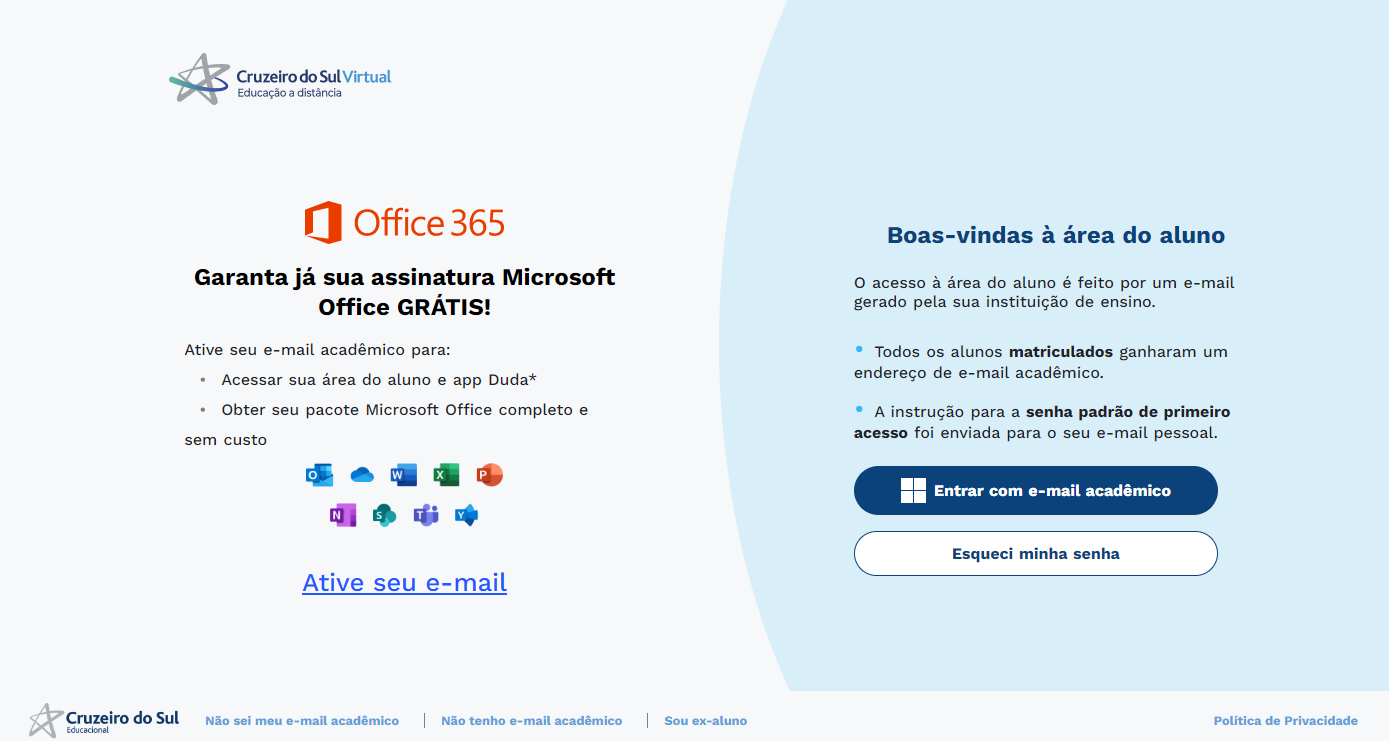 Cruzeiro do Sul Virtual
Educação a distância
Office 365
Garanta já sua assinatura Microsoft
Office GRÁTIS!
Ative seu e-mail acadêmico para:
• Acessar sua área do aluno e app Duda*
• Obter seu pacote Microsoft Office completo e
sem custo
O W X P
N S T Y
Ative seu e-mail
Boas-vindas à área do aluno
O acesso à área do aluno é feito por um e-mail
gerado pela sua instituição de ensino.
• Todos os alunos matriculados ganharam um
endereço de e-mail acadêmico.
• A instrução para a senha padrão de primeiro
acesso foi enviada para o seu e-mail pessoal.
Entrar com e-mail acadêmico
Esqueci minha senha
Cruzeiro do Sul
Educacional
Não sei meu e-mail acadêmico | Não tenho e-mail acadêmico | Sou ex-aluno
Política de Privacidade